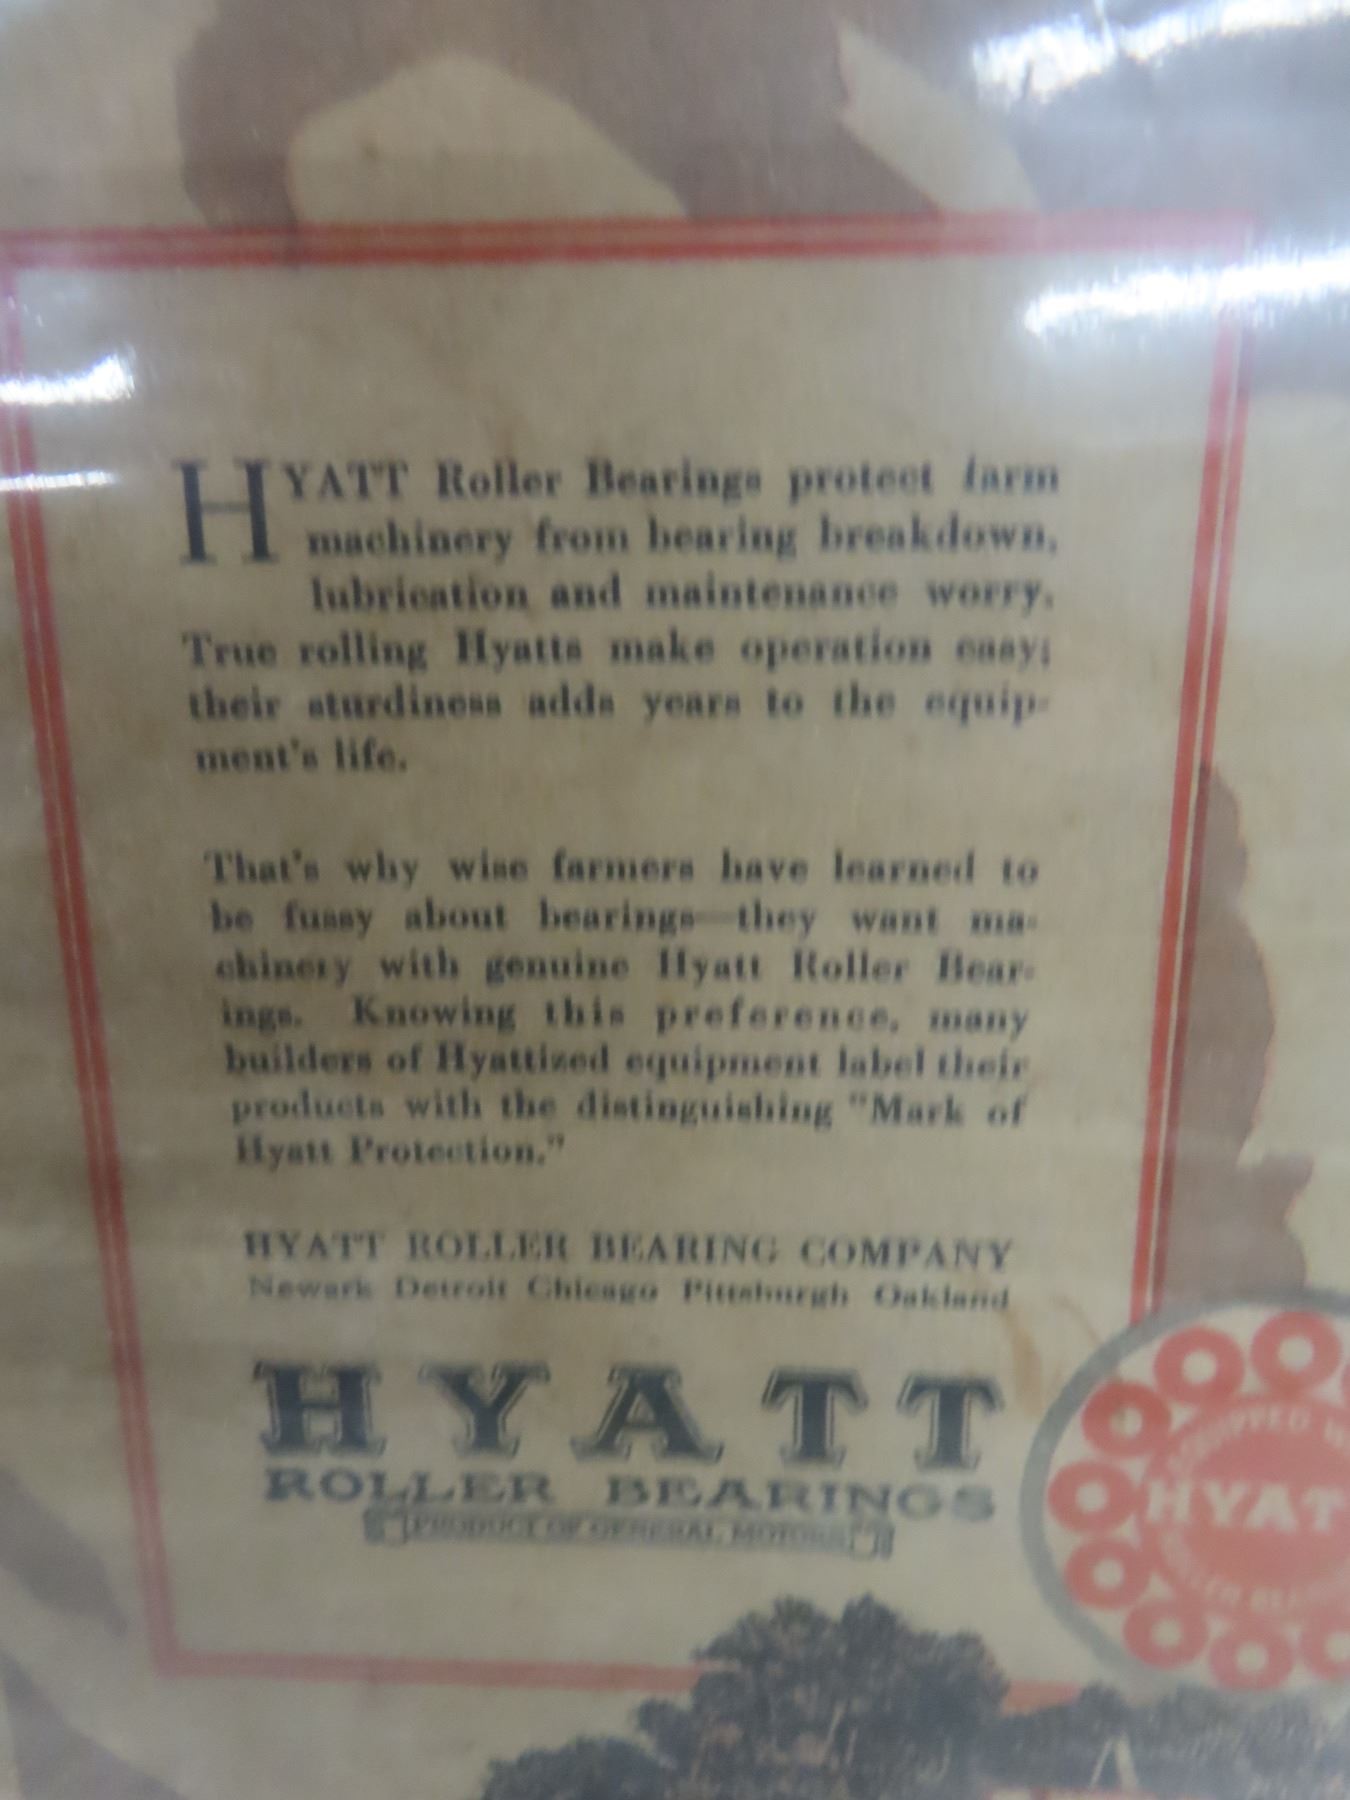 HYATT Roller Bearings protect farm
machinery from bearing breakdown,
lubrication and maintenance worry.
True rolling Hyatts make operation easy;
their sturdiness adds years to the equip-
ment's life.
That's why wise farmers have learned to
be fussy about bearings—they want ma-
chinery with genuine Hyatt Roller Bear-
ings. Knowing this preference, many
builders of Hyattized equipment label their
products with the distinguishing "Mark of
Hyatt Protection."
HYATT ROLLER BEARING COMPANY
Newark Detroit Chicago Pittsburgh Oakland
HYATT
ROLLER BEARINGS
PRODUCT OF GENERAL MOTORS
EQUIPPED W
HYAT
ROLLER BEARIN